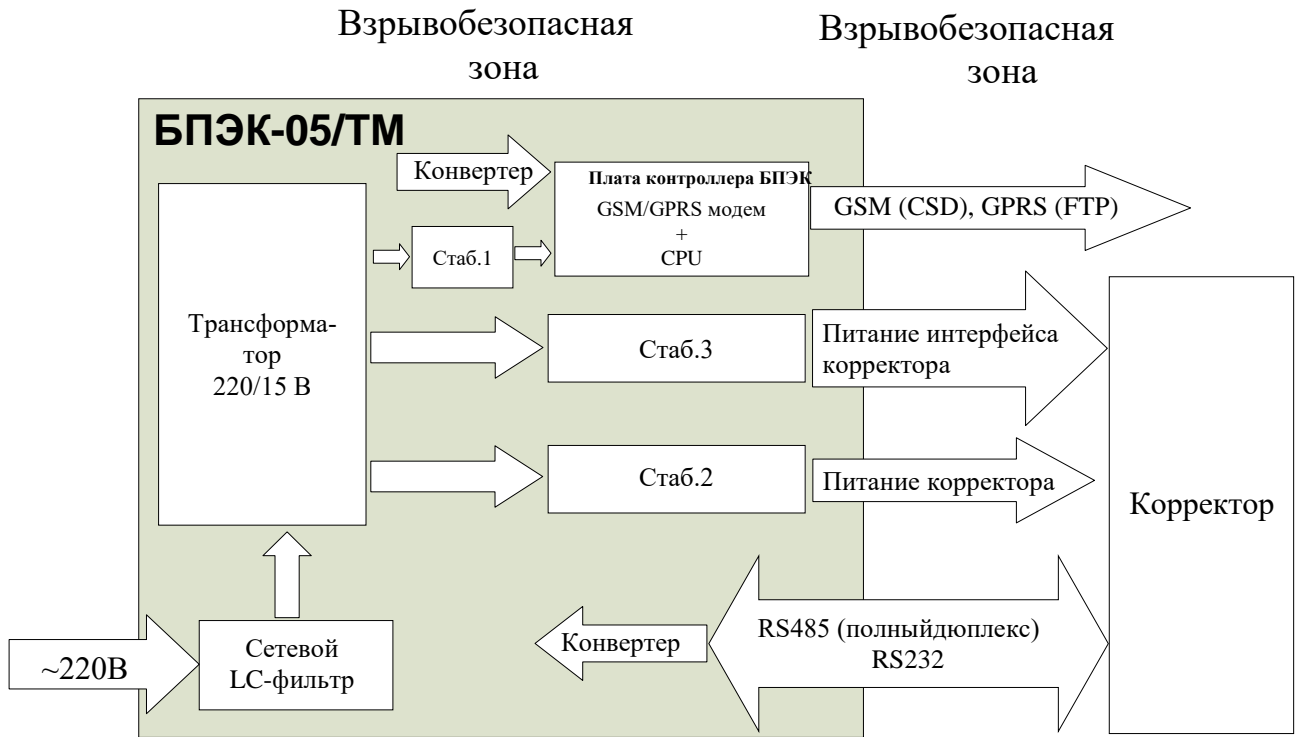 Взрывобезопасная
зона
Взрывобезопасная
зона
БПЭК-05/ТМ
Конвертер
Плата контроллера БПЭК
GSM/GPRS модем
+
CPU
GSM (CSD), GPRS (FTP)
Стаб.1
Трансформа-
тор
220/15 В
Стаб.3
Питание интерфейса
корректора
Стаб.2
Питание корректора
Корректор
Конвертер
RS485 (полныйдюплекс)
RS232
~220В
Сетевой
LC-фильтр